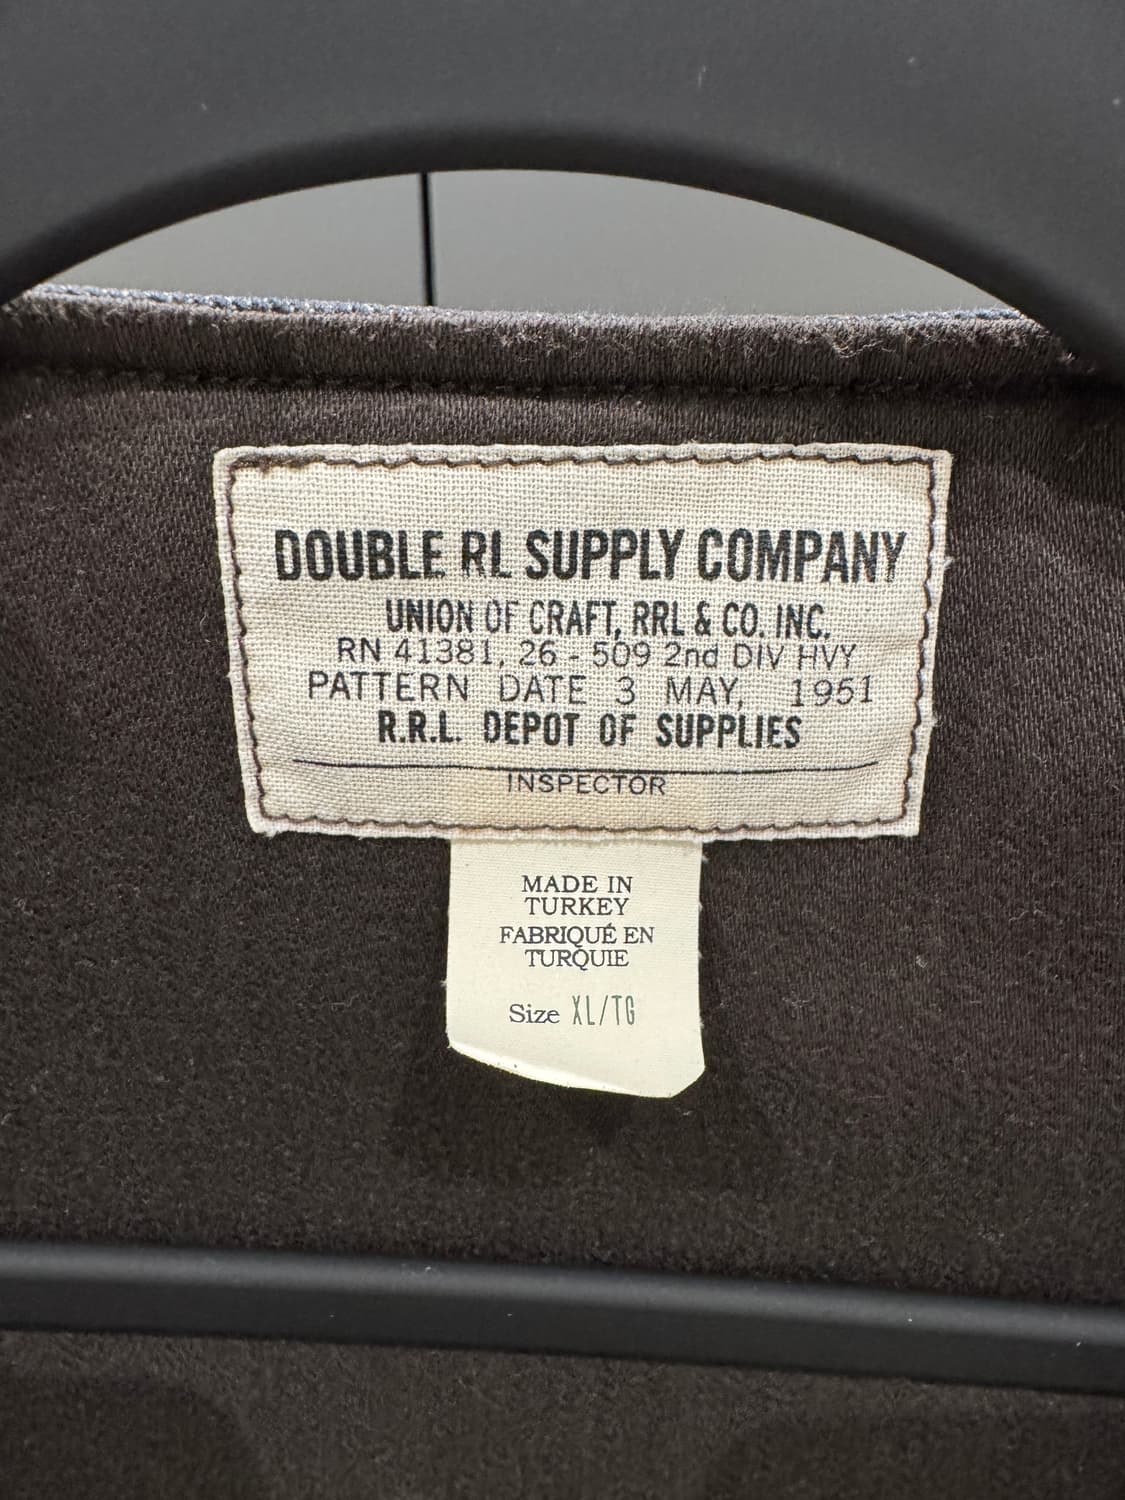 DOUBLE RL SUPPLY COMPANY
UNION OF CRAFT, RRL & CO. INC.
RN 41381, 26 - 509 2nd DIV HVY
PATTERN DATE 3 MAY, 1951
R.R.L. DEPOT OF SUPPLIES
INSPECTOR
MADE IN
TURKEY
FABRIQUÉ EN
TURQUIE
Size XL/TG